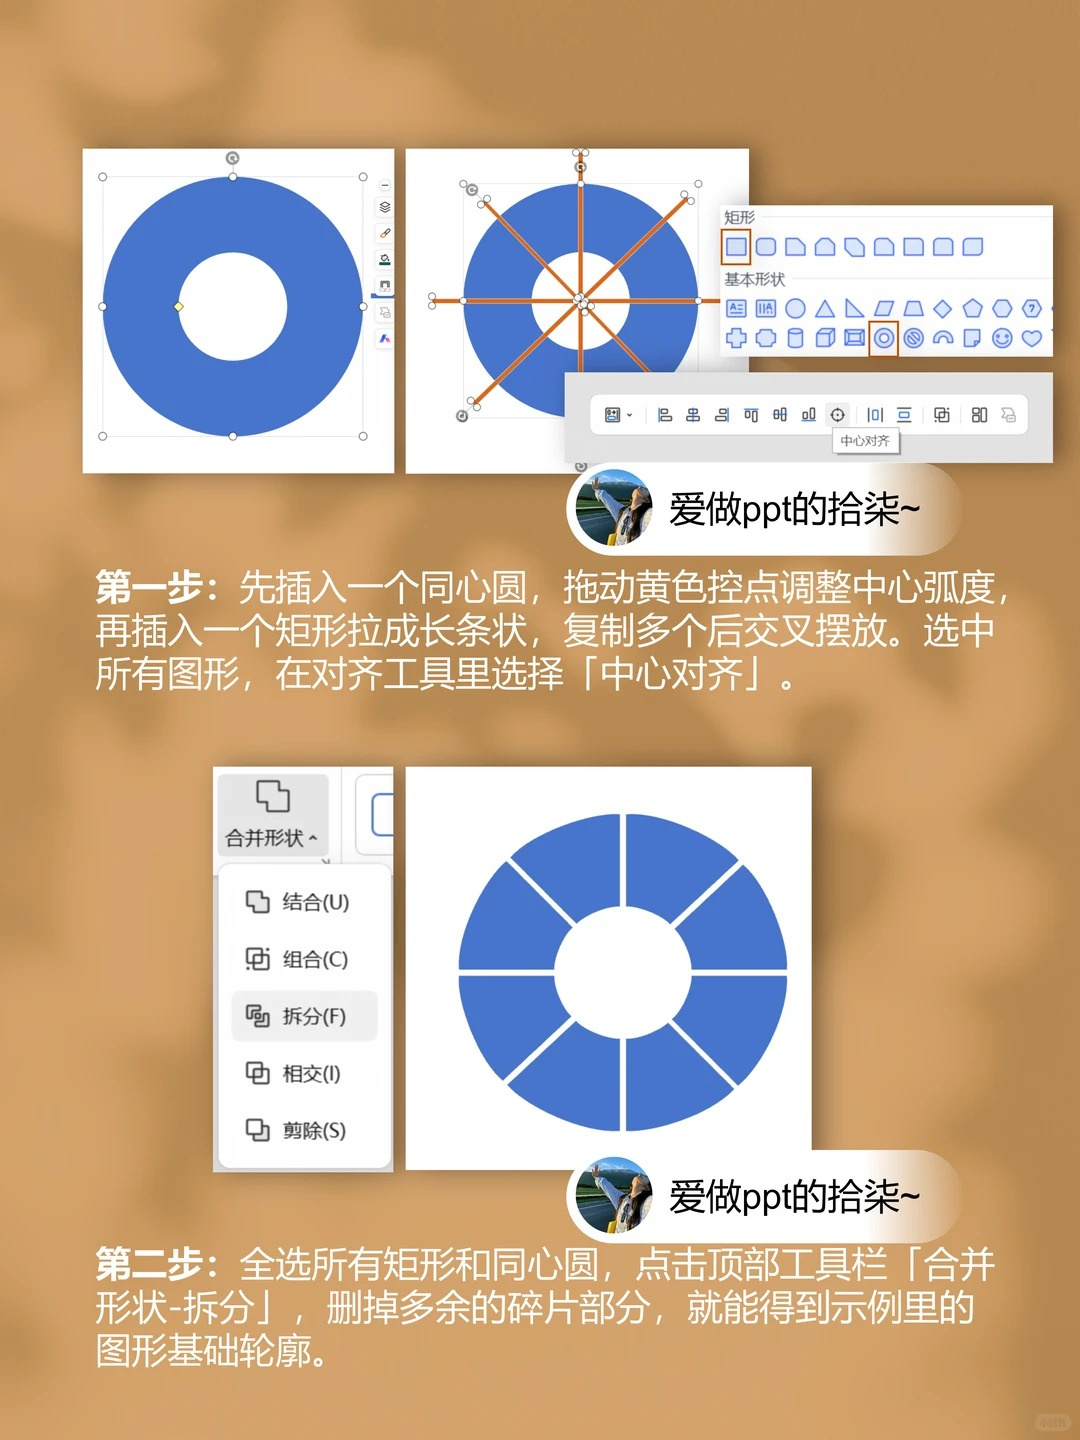 矩形
基本形状
中心对齐
爱做ppt的拾柒~
第一步：先插入一个同心圆，拖动黄色控点调整中心弧度，
再插入一个矩形拉成长条状，复制多个后交叉摆放。选中
所有图形，在对齐工具里选择「中心对齐」。
合并形状
结合(U)
组合(C)
拆分(F)
相交(I)
剪除(S)
爱做ppt的拾柒~
第二步：全选所有矩形和同心圆，点击顶部工具栏「合并
形状-拆分」，删掉多余的碎片部分，就能得到示例里的
图形基础轮廓。